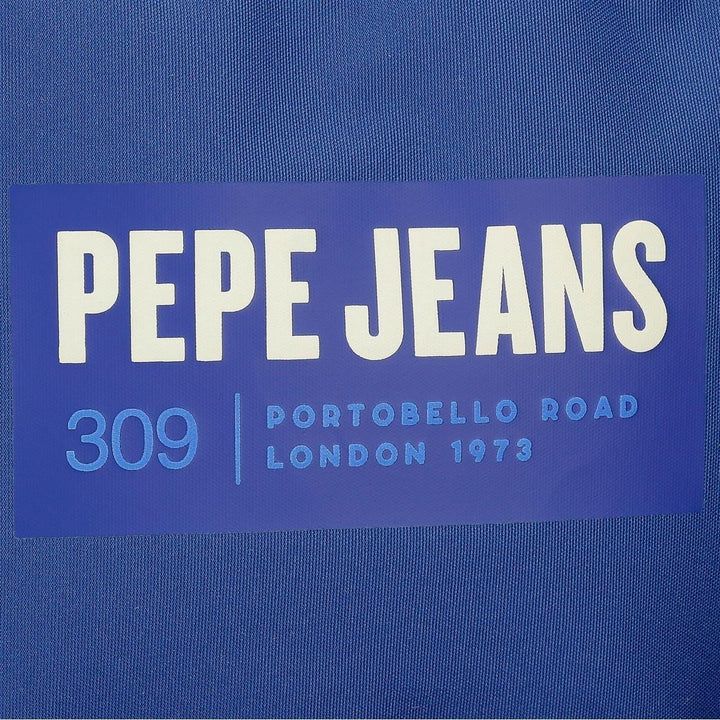 PEPE JEANS
309
PORTOBELLO ROAD
LONDON 1973